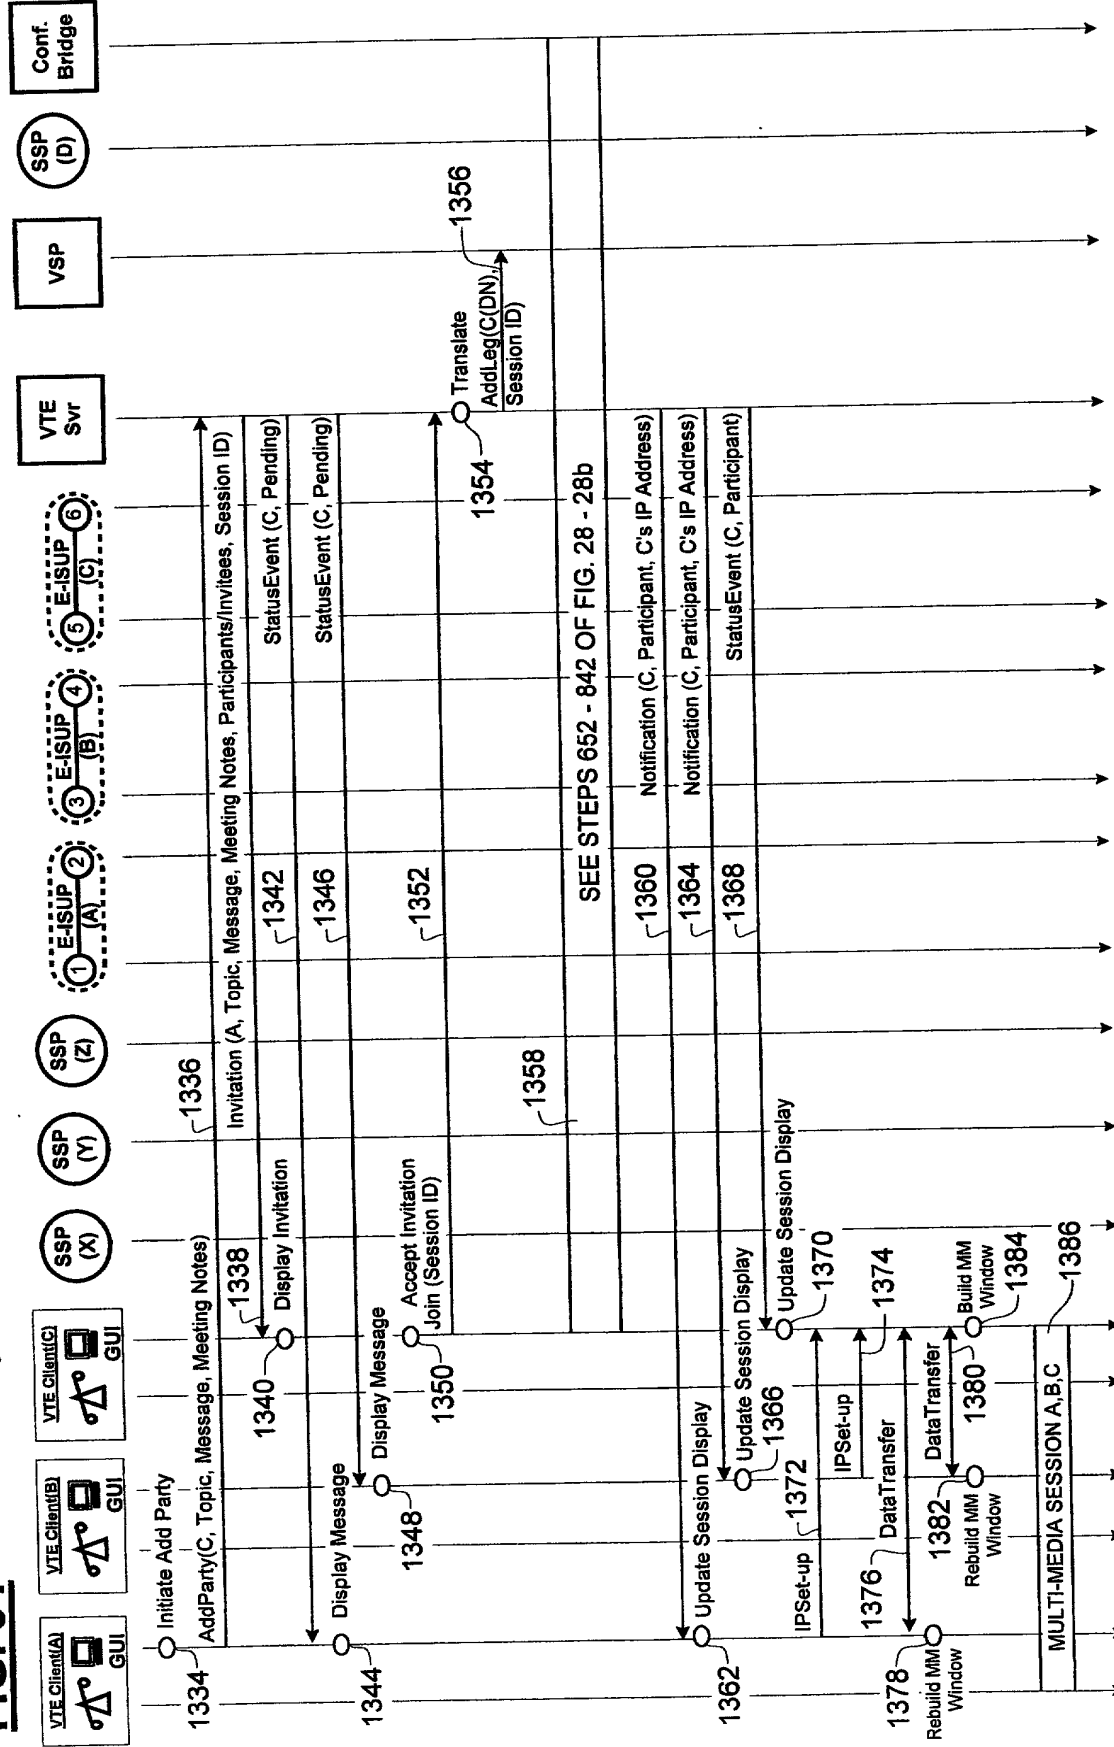 VTE Client(A)
GUI
VTE Client(B)
GUI
VTE Client(C)
GUI
SSP
(X)
SSP
(Y)
SSP
(Z)
1
E-ISUP
(A)
2
3
E-ISUP
(B)
4
5
E-ISUP
(C)
6
VTE
Svr
VSP
SSP
(D)
Conf.
Bridge
1334
Initiate Add Party
AddParty(C, Topic, Message, Meeting Notes)
1336
Invitation (A, Topic, Message, Meeting Notes, Participants/Invitees, Session ID)
1338
1340
Display Invitation
1342
StatusEvent (C, Pending)
1344
Display Message
1346
StatusEvent (C, Pending)
1348
Display Message
1350
Accept Invitation
Join (Session ID)
1352
1354
Translate
AddLeg(C(DN),
Session ID)
1356
1358
SEE STEPS 652 - 842 OF FIG. 28 - 28b
1360
Notification (C, Participant, C's IP Address)
1362
Update Session Display
1364
Notification (C, Participant, C's IP Address)
1366
Update Session Display
1368
StatusEvent (C, Participant)
1370
Update Session Display
IPSet-up
1372
IPSet-up
1374
1376
DataTransfer
1378
Rebuild MM
Window
DataTransfer
1380
1382
Rebuild MM
Window
Build MM
Window
1384
MULTI-MEDIA SESSION A,B,C
1386